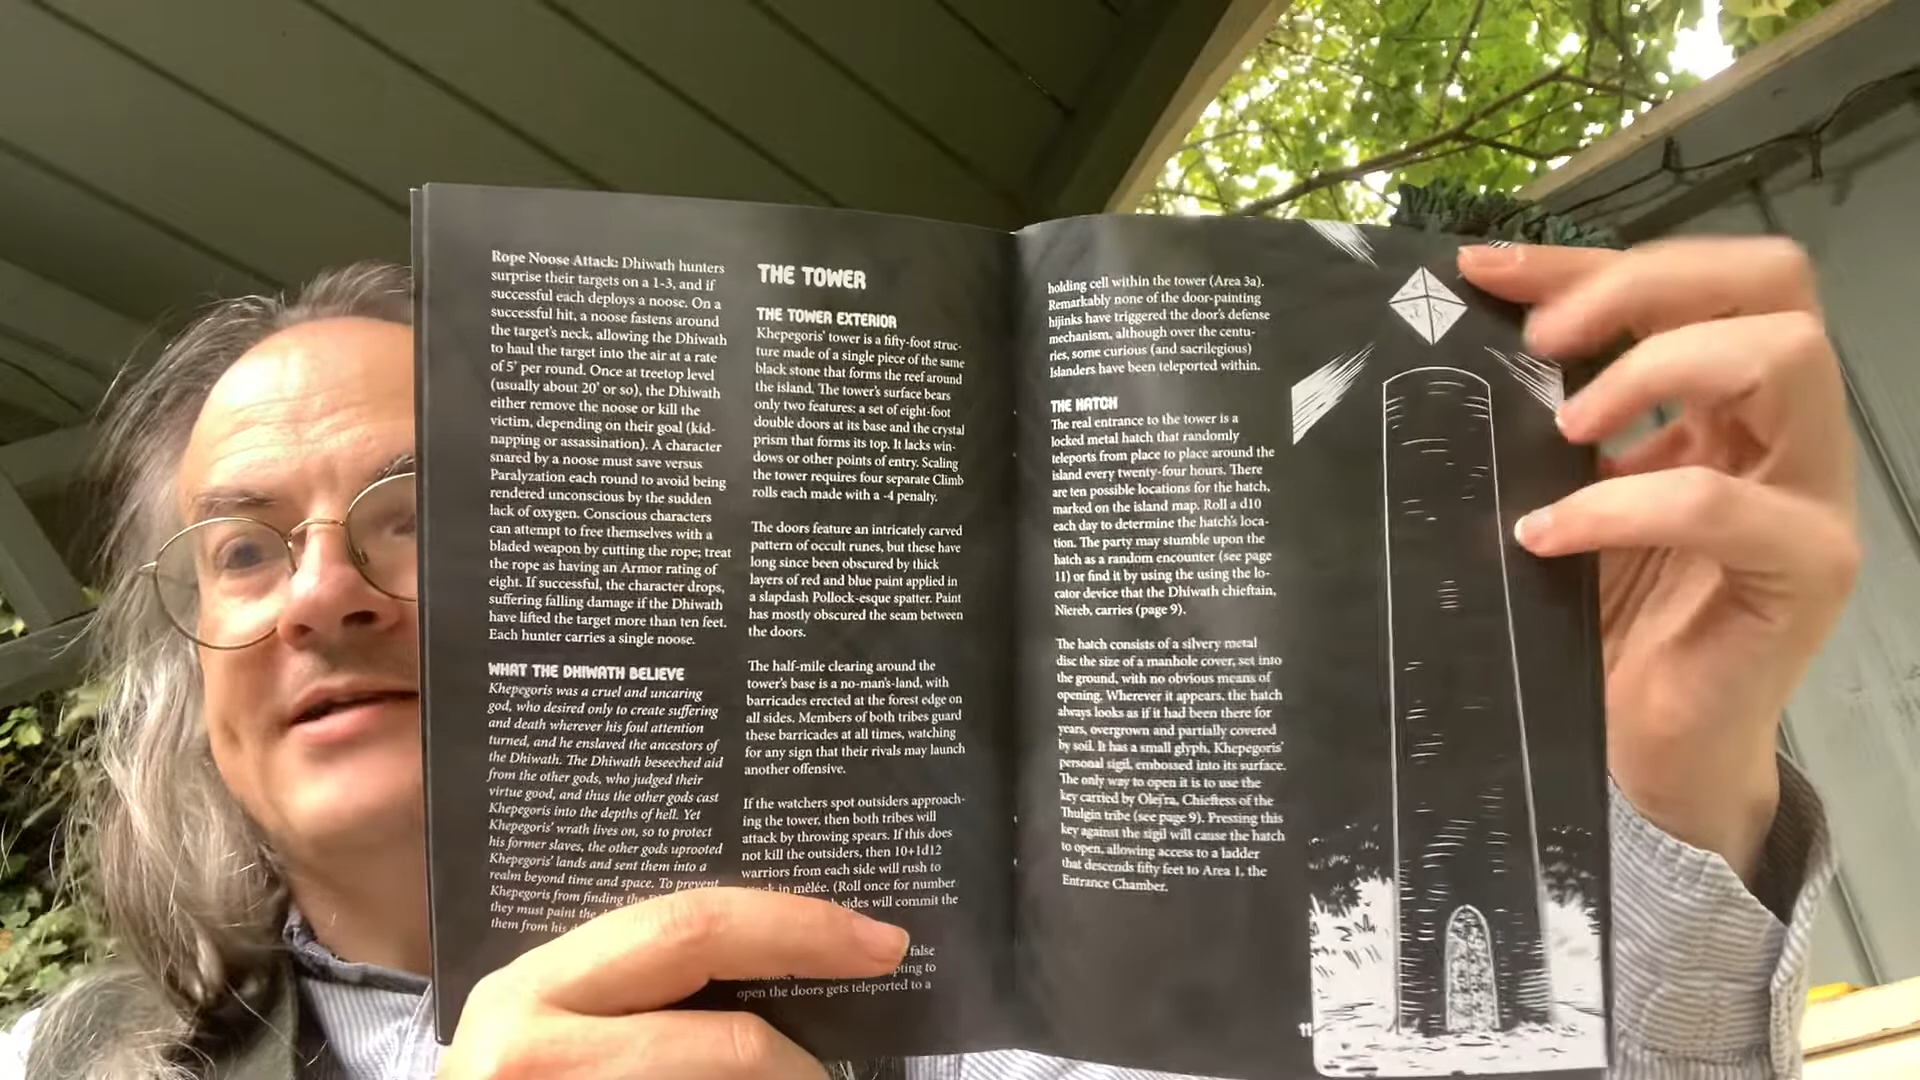 Rope Noose Attack: Dhiwath hunters
surprise their targets on a 1-3, and if
successful each deploys a noose. On a
successful hit, a noose fastens around
the target's neck, allowing the Dhiwath
to haul the target into the air at a rate
of 5' per round. Once at treetop level
(usually about 20' or so), the Dhiwath
either remove the noose or kill the
victim, depending on their goal (kid-
napping or assassination). A character
snared by a noose must save versus
Paralyzation each round to avoid being
rendered unconscious by the sudden
lack of oxygen. Conscious characters
can attempt to free themselves with a
bladed weapon by cutting the rope; treat
the rope as having an Armor rating of
eight. If successful, the character drops,
suffering falling damage if the Dhiwath
have lifted the target more than ten feet.
Each hunter carries a single noose.
WHAT THE DHIWATH BELIEVE
Khepegoris was a cruel and uncaring
god, who desired only to create suffering
and death wherever his foul attention
turned, and he enslaved the ancestors of
the Dhiwath. The Dhiwath beseeched aid
from the other gods, who judged their
virtue good, and thus the other gods cast
Khepegoris into the depths of hell. Yet
Khepegoris' wrath lives on, so to protect
his former slaves, the other gods uprooted
Khepegoris' lands and sent them into a
realm beyond time and space. To prevent
Khepegoris from finding the
they must paint the
them from his
THE TOWER
THE TOWER EXTERIOR
Khepegoris' tower is a fifty-foot struc-
ture made of a single piece of the same
black stone that forms the reef around
the island. The tower's surface bears
only two features: a set of eight-foot
double doors at its base and the crystal
prism that forms its top. It lacks win-
dows or other points of entry. Scaling
the tower requires four separate Climb
rolls each made with a -4 penalty.
The doors feature an intricately carved
pattern of occult runes, but these have
long since been obscured by thick
layers of red and blue paint applied in
a slapdash Pollock-esque spatter. Paint
has mostly obscured the seam between
the doors.
The half-mile clearing around the
tower's base is a no-man's-land, with
barricades erected at the forest edge on
all sides. Members of both tribes guard
these barricades at all times, watching
for any sign that their rivals may launch
another offensive.
If the watchers spot outsiders approach-
ing the tower, then both tribes will
attack by throwing spears. If this does
not kill the outsiders, then 10+1d12
warriors from each side will rush to
in mêlée. (Roll once for number
sides will commit the
false
open the doors gets teleported to a
holding cell within the tower (Area 3a).
Remarkably none of the door-painting
hijinks have triggered the door's defense
mechanism, although over the centu-
ries, some curious (and sacrilegious)
Islanders have been teleported within.
THE HATCH
The real entrance to the tower is a
locked metal hatch that randomly
teleports from place to place around the
island every twenty-four hours. There
are ten possible locations for the hatch,
marked on the island map. Roll a d10
each day to determine the hatch's loca-
tion. The party may stumble upon the
hatch as a random encounter (see page
11) or find it by using the using the lo-
cator device that the Dhiwath chieftain,
Niereb, carries (page 9).
The hatch consists of a silvery metal
disc the size of a manhole cover, set into
the ground, with no obvious means of
opening. Wherever it appears, the hatch
always looks as if it had been there for
years, overgrown and partially covered
by soil. It has a small glyph, Khepegoris'
personal sigil, embossed into its surface.
The only way to open it is to use the
key carried by Olejra, Chieftess of the
Thulgin tribe (see page 9). Pressing this
key against the sigil will cause the hatch
to open, allowing access to a ladder
that descends fifty feet to Area 1, the
Entrance Chamber.
11